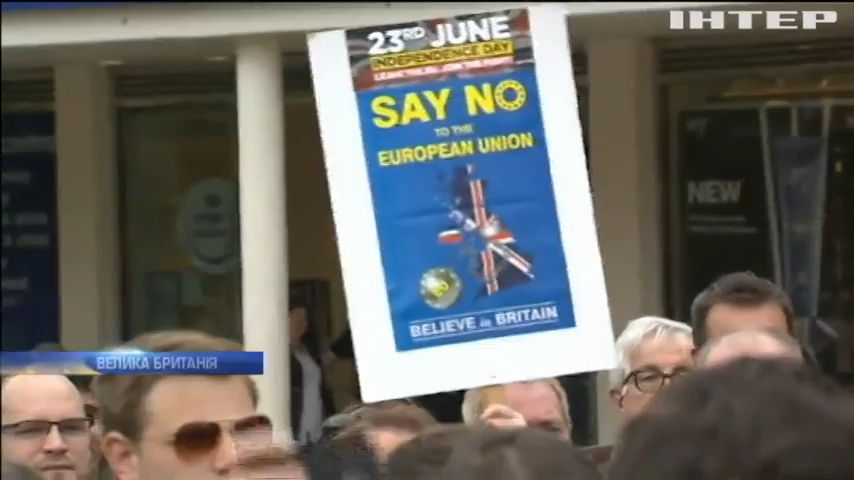 ІНТЕР
23RD JUNE
INDEPENDENCE DAY
SAY NO
TO THE
EUROPEAN UNION
BELIEVE in BRITAIN
NEW
ВЕЛИКА БРИТАНІЯ